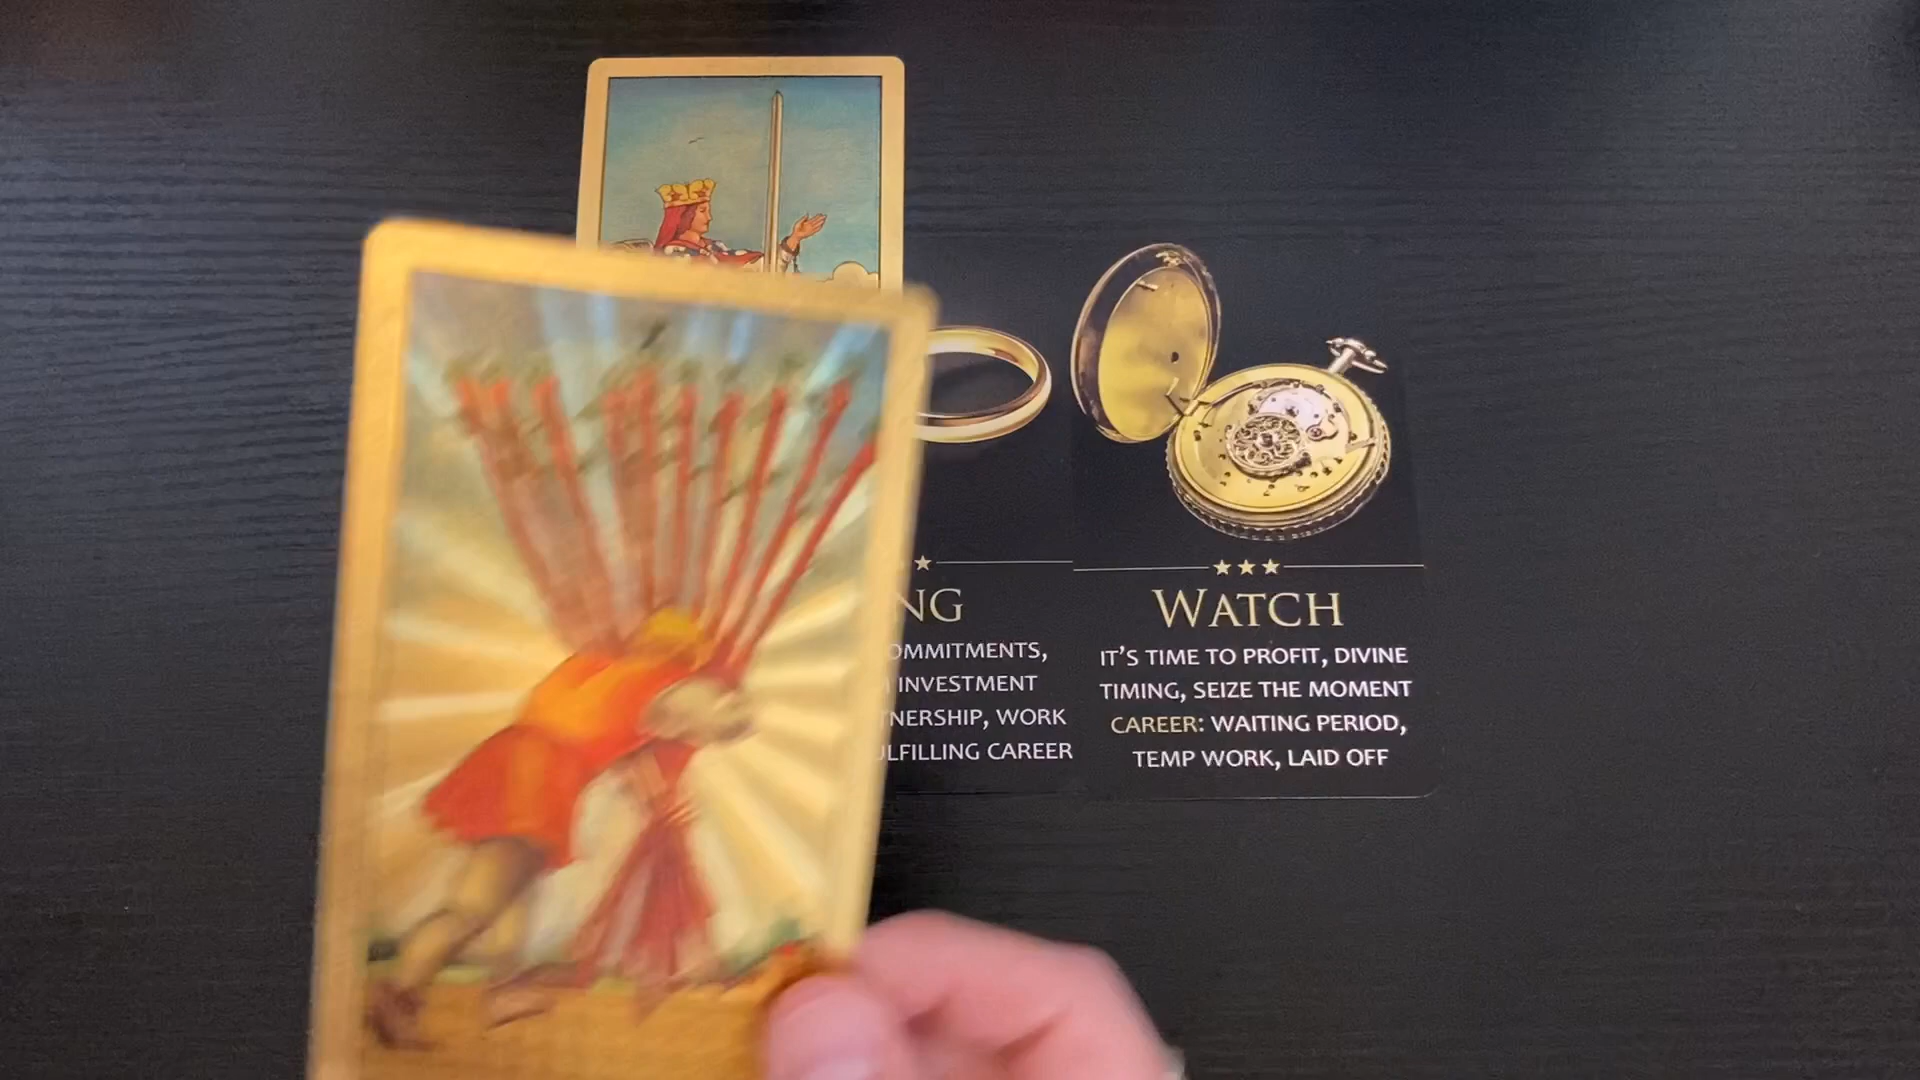 NG
OMMITMENTS,
INVESTMENT
TNERSHIP, WORK
LFILLING CAREER
WATCH
IT'S TIME TO PROFIT, DIVINE
TIMING, SEIZE THE MOMENT
CAREER: WAITING PERIOD,
TEMP WORK, LAID OFF